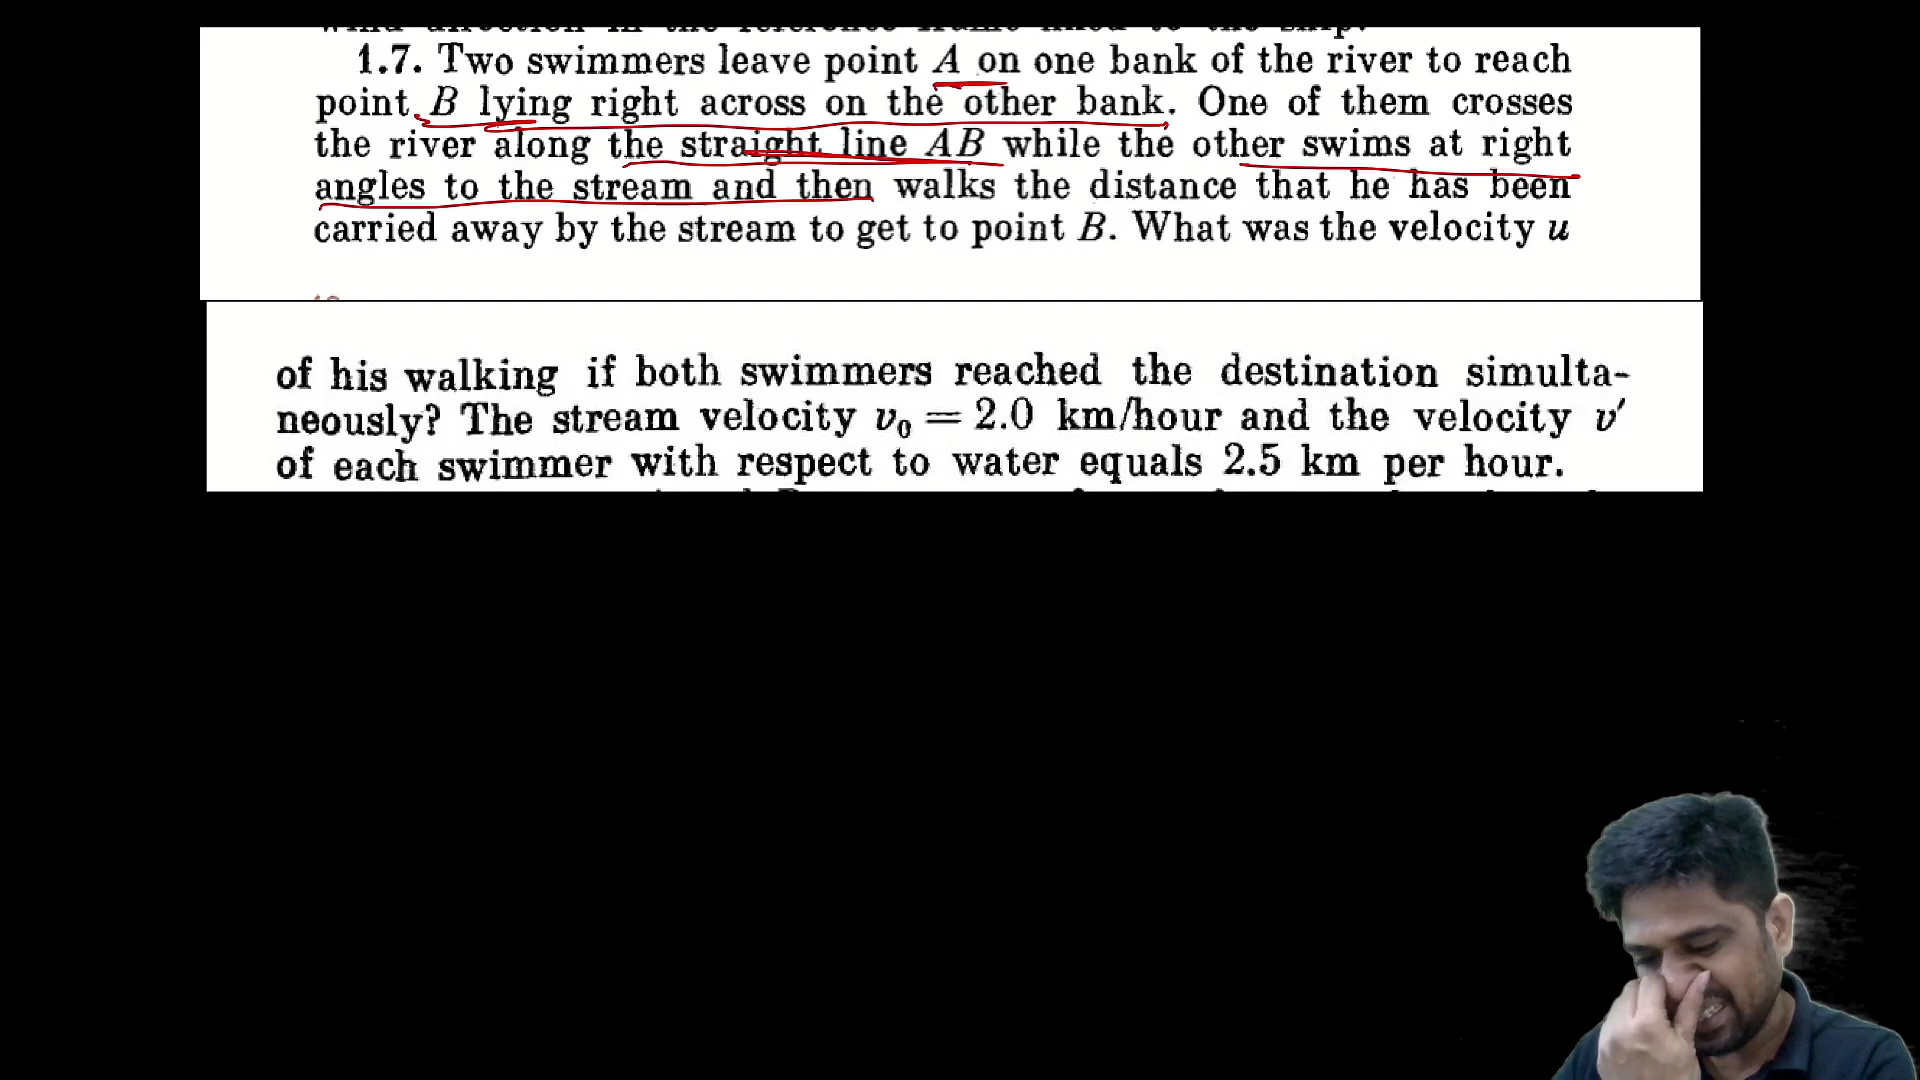 1.7. Two swimmers leave point A on one bank of the river to reach
point B lying right across on the other bank. One of them crosses
the river along the straight line AB while the other swims at right
angles to the stream and then walks the distance that he has been
carried away by the stream to get to point B. What was the velocity u
of his walking if both swimmers reached the destination simulta-
neously? The stream velocity v₀ = 2.0 km/hour and the velocity v′
of each swimmer with respect to water equals 2.5 km per hour.